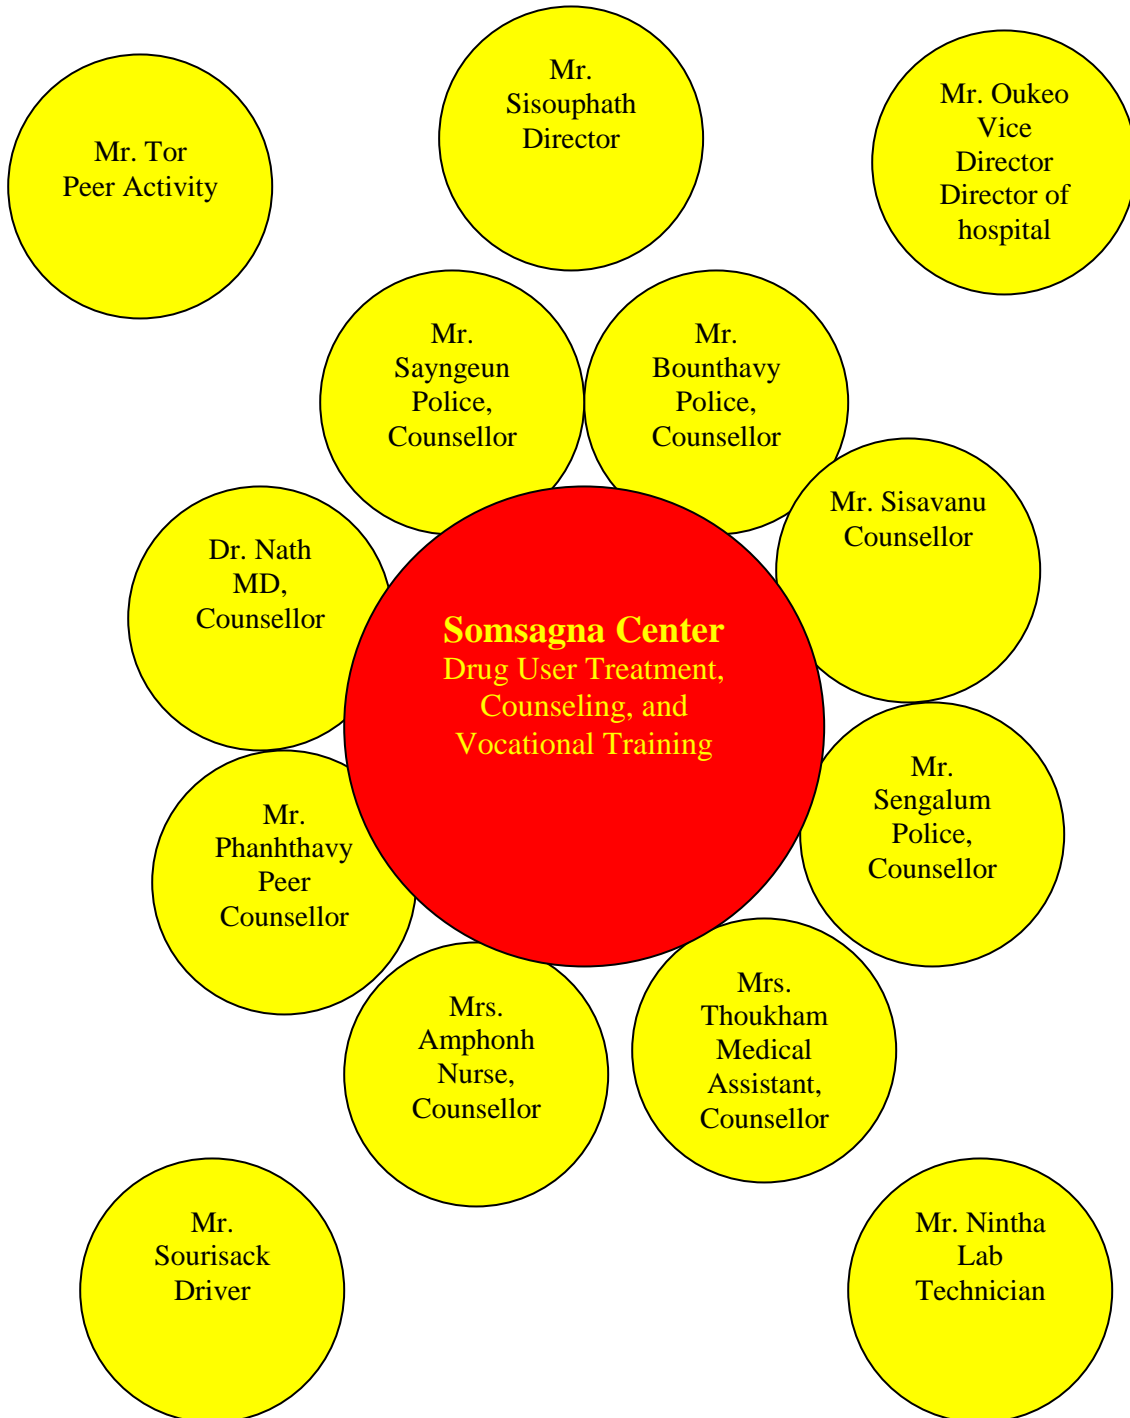 Mr. Tor
Peer Activity
Mr.
Sisouphath
Director
Mr. Oukeo
Vice
Director
Director of
hospital
Mr.
Sayngeun
Police,
Counsellor
Mr.
Bounthavy
Police,
Counsellor
Mr. Sisavanu
Counsellor
Dr. Nath
MD,
Counsellor
Somsagna Center
Drug User Treatment,
Counseling, and
Vocational Training
Mr.
Sengalum
Police,
Counsellor
Mr.
Phanhthavy
Peer
Counsellor
Mrs.
Amphonh
Nurse,
Counsellor
Mrs.
Thoukham
Medical
Assistant,
Counsellor
Mr.
Sourisack
Driver
Mr. Nintha
Lab
Technician